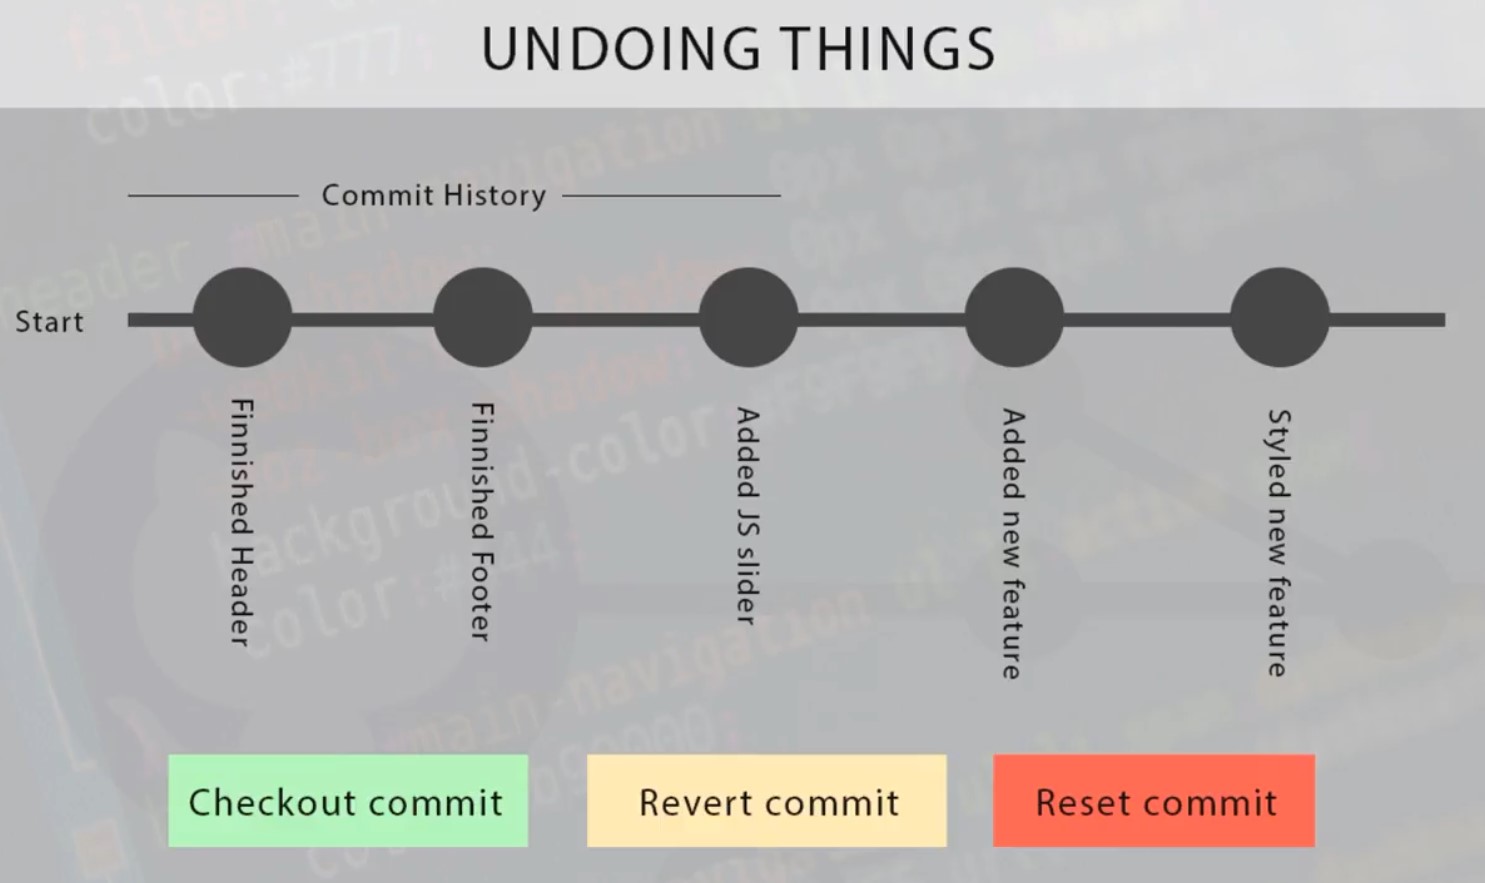 UNDOING THINGS
Commit History
Start
Finnished Header
Finnished Footer
Added JS slider
Added new feature
Styled new feature
Checkout commit
Revert commit
Reset commit